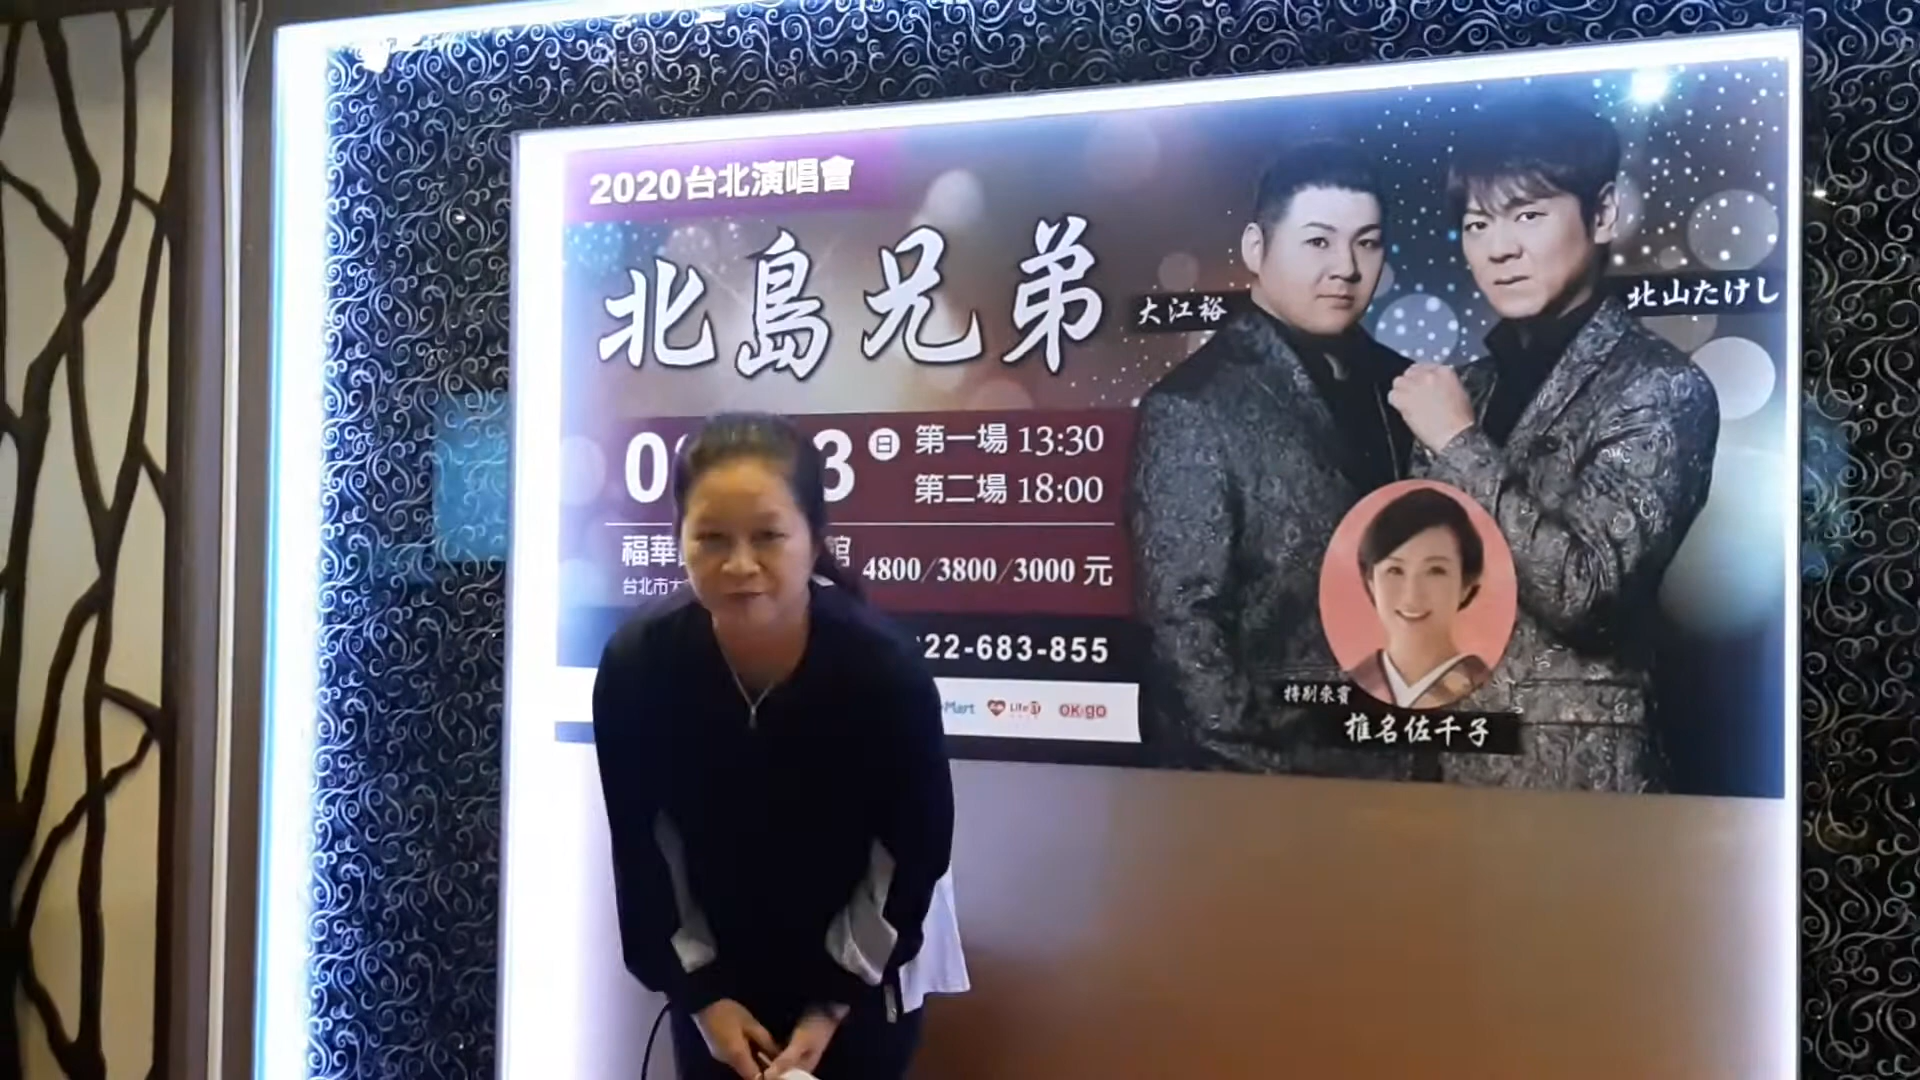 2020台北演唱會
北島兄弟
大江裕
北山たけし
3 日 第一場 13:30
第二場 18:00
福華 館 4800/3800/3000 元
台北市大
22-683-855
Mart Life OK go
特別來賓
椎名佐千子